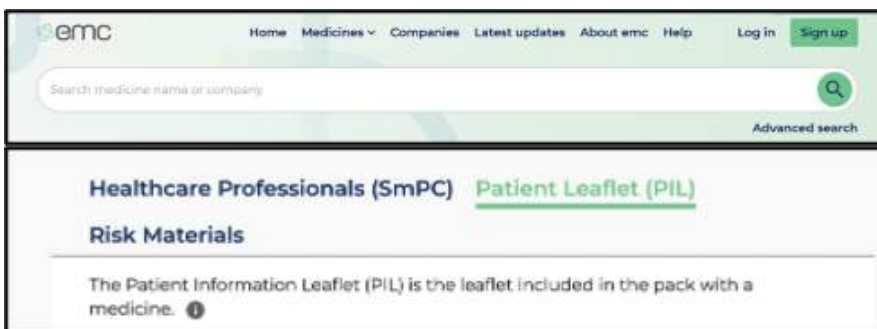 emc
Home Medicines Companies Latest updates About emc Help Log in Sign up
Search medicine name or company
Advanced search
Healthcare Professionals (SmPC) Patient Leaflet (PIL)
Risk Materials
The Patient Information Leaflet (PIL) is the leaflet included in the pack with a
medicine.